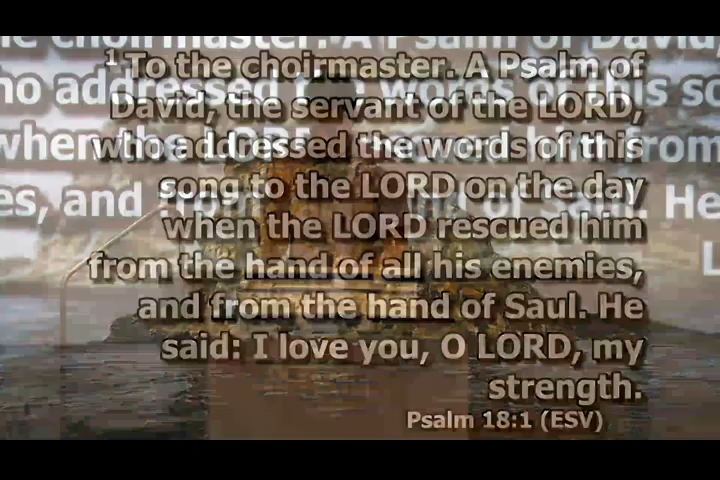 ¹ To the choirmaster. A Psalm of
David, the servant of the LORD,
who addressed the words of this
song to the LORD on the day
when the LORD rescued him
from the hand of all his enemies,
and from the hand of Saul. He
said: I love you, O LORD, my
strength.
Psalm 18:1 (ESV)